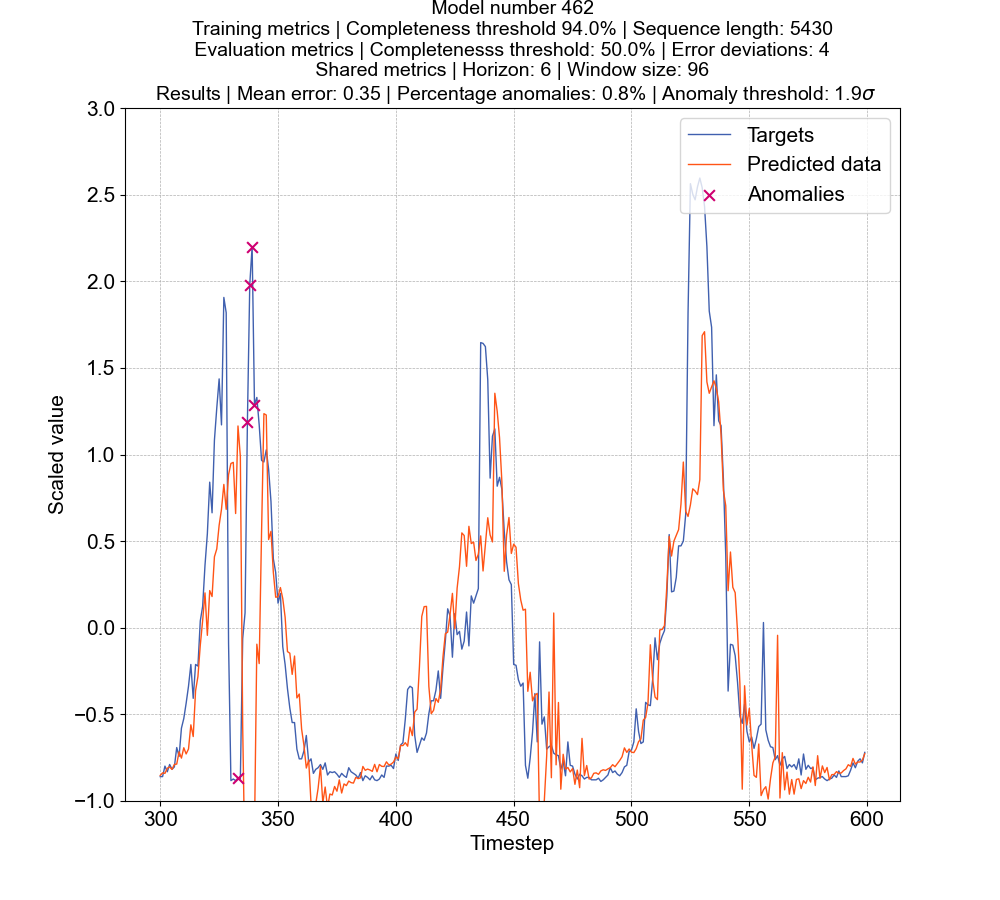 Model number 462
Training metrics | Completeness threshold 94.0% | Sequence length: 5430
Evaluation metrics | Completenesss threshold: 50.0% | Error deviations: 4
Shared metrics | Horizon: 6 | Window size: 96
Results | Mean error: 0.35 | Percentage anomalies: 0.8% | Anomaly threshold: 1.9σ
3.0
2.5
2.0
1.5
1.0
0.5
0.0
−0.5
−1.0
Scaled value
Targets
Predicted data
Anomalies
300 350 400 450 500 550 600
Timestep